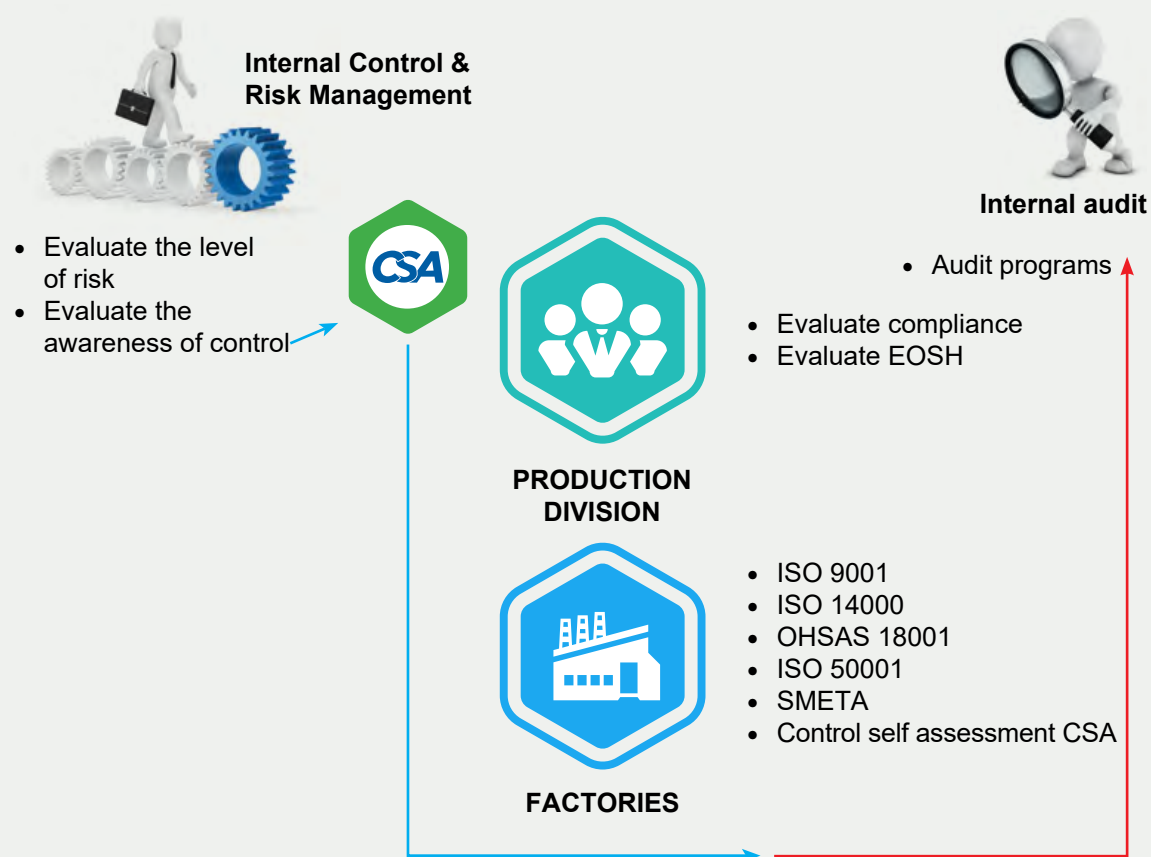 Internal Control &
Risk Management
• Evaluate the level
of risk
• Evaluate the
awareness of control
CSA
Internal audit
• Audit programs
• Evaluate compliance
• Evaluate EOSH
PRODUCTION
DIVISION
• ISO 9001
• ISO 14000
• OHSAS 18001
• ISO 50001
• SMETA
• Control self assessment CSA
FACTORIES